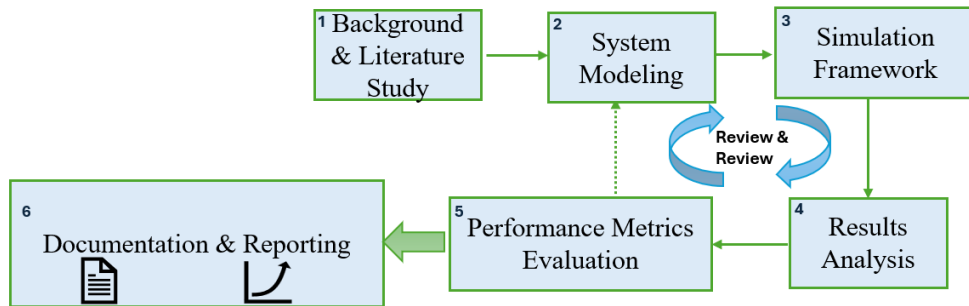 1 Background
& Literature
Study
2
System
Modeling
3
Simulation
Framework
Review &
Review
4
Results
Analysis
5
Performance Metrics
Evaluation
6
Documentation & Reporting